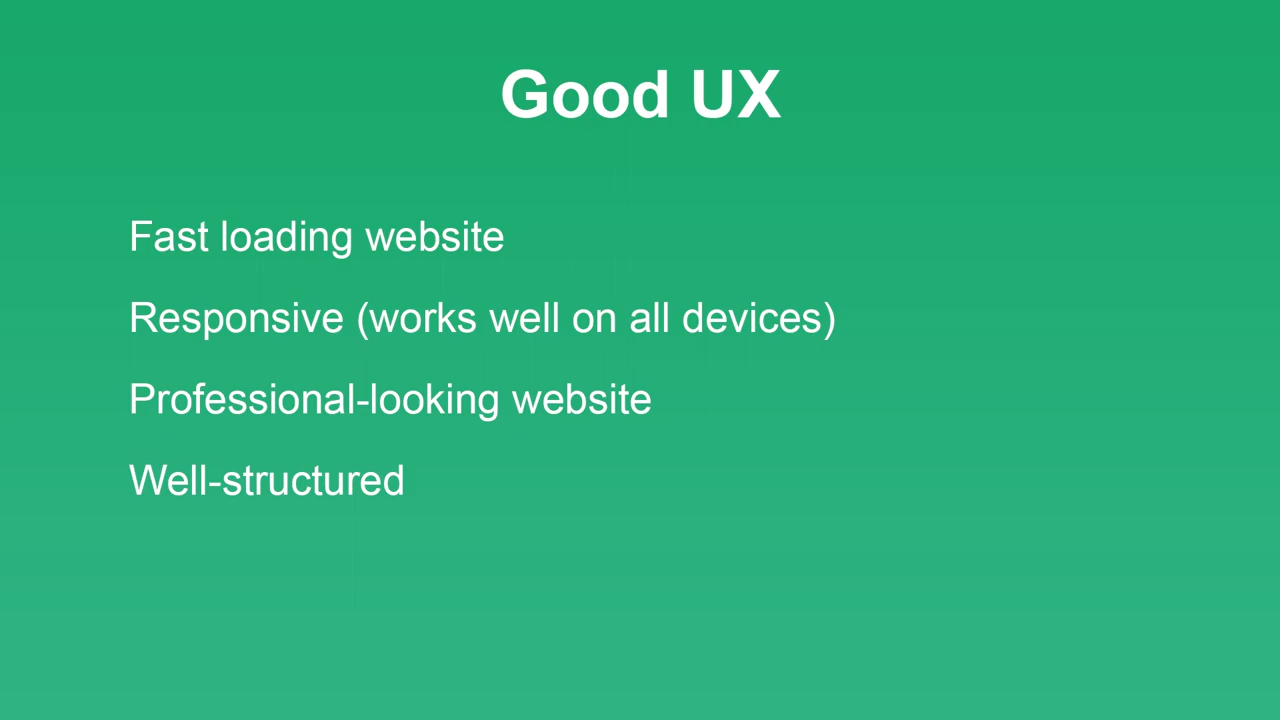 Good UX
Fast loading website
Responsive (works well on all devices)
Professional-looking website
Well-structured